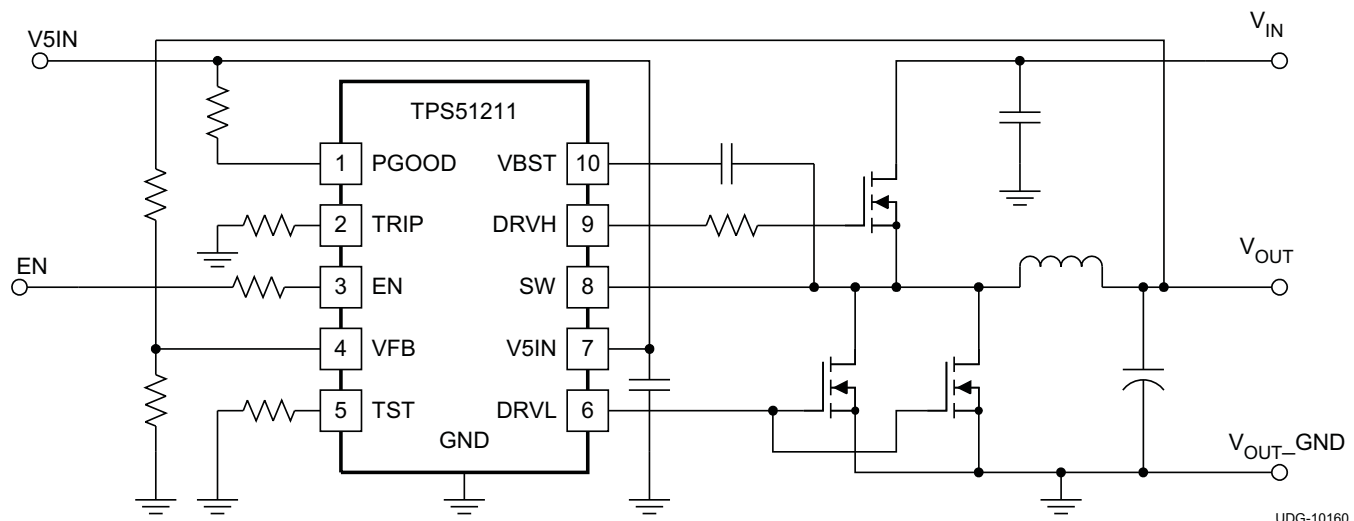 V5IN
V_IN
TPS51211
1 PGOOD
VBST 10
2 TRIP
DRVH 9
EN
3 EN
SW 8
V_OUT
4 VFB
V5IN 7
5 TST
DRVL 6
GND
V_OUT_GND
UDG-10160